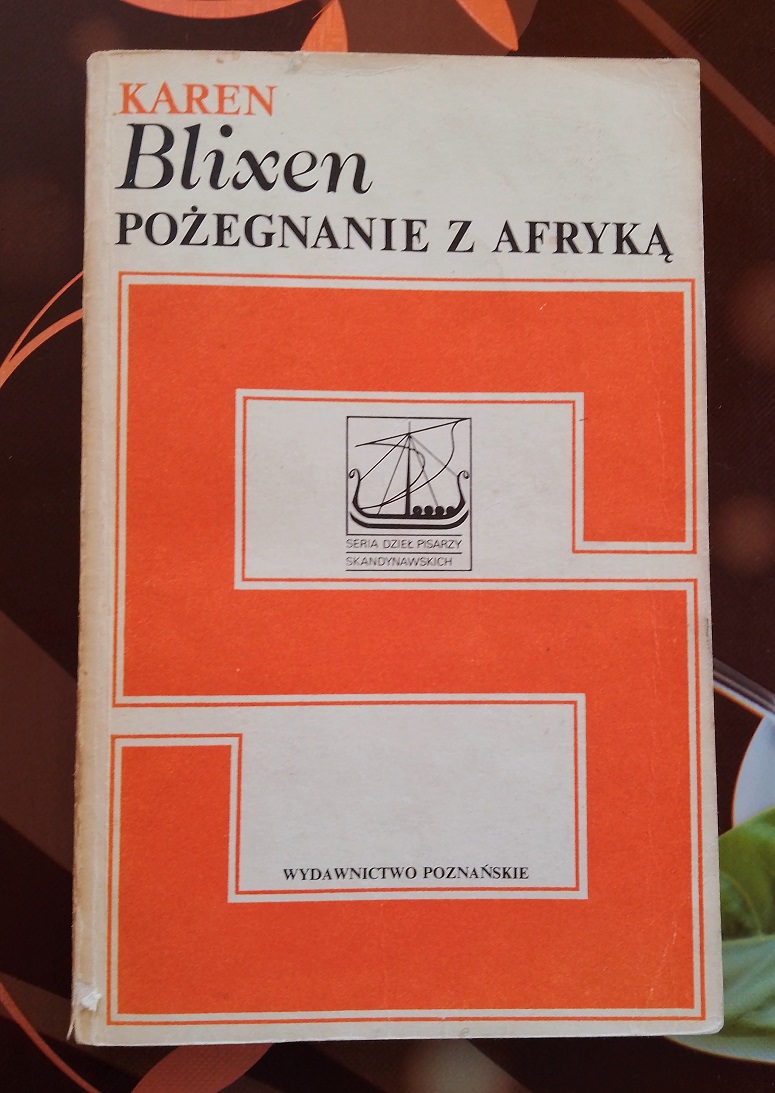 KAREN
Blixen
POŻEGNANIE Z AFRYKĄ
SERIA DZIEŁ PISARZY
SKANDYNAWSKICH
WYDAWNICTWO POZNAŃSKIE